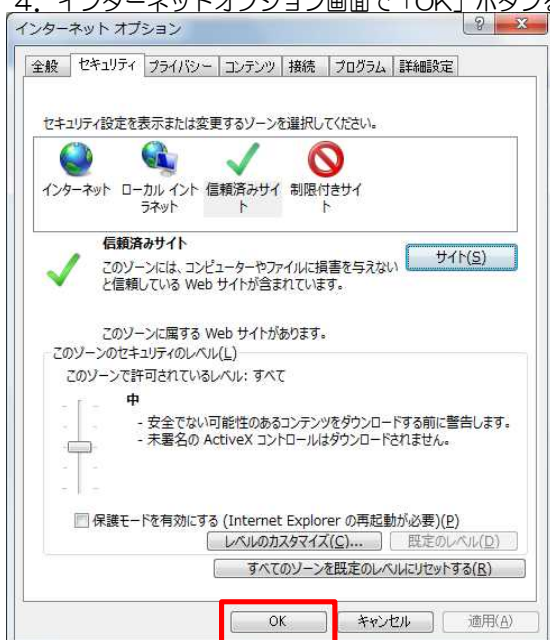 ４．インターネットオプション画面で「OK」ボタンを
インターネット オプション
全般 セキュリティ プライバシー コンテンツ 接続 プログラム 詳細設定
セキュリティ設定を表示または変更するゾーンを選択してください。
インターネット ローカル イント 信頼済みサイ 制限付きサイ
ラネット ト ト
信頼済みサイト
サイト(S)
このゾーンには、コンピューターやファイルに損害を与えない
と信頼している Web サイトが含まれています。
このゾーンに属する Web サイトがあります。
このゾーンのセキュリティのレベル(L)
このゾーンで許可されているレベル: すべて
中
- 安全でない可能性のあるコンテンツをダウンロードする前に警告します。
- 未署名の ActiveX コントロールはダウンロードされません。
保護モードを有効にする (Internet Explorer の再起動が必要)(P)
レベルのカスタマイズ(C)... 既定のレベル(D)
すべてのゾーンを既定のレベルにリセットする(R)
OK キャンセル 適用(A)